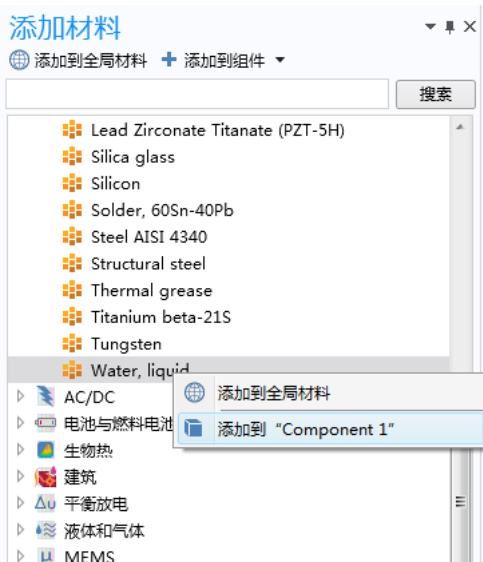 添加材料
添加到全局材料 添加到组件
搜索
Lead Zirconate Titanate (PZT-5H)
Silica glass
Silicon
Solder, 60Sn-40Pb
Steel AISI 4340
Structural steel
Thermal grease
Titanium beta-21S
Tungsten
Water, liquid
添加到全局材料
添加到 “Component 1”
AC/DC
电池与燃料电池
生物热
建筑
平衡放电
液体和气体
MEMS